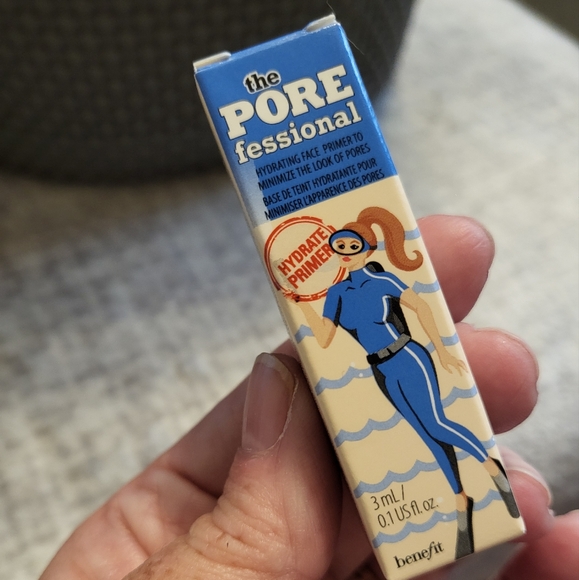 the
PORE
fessional
HYDRATING FACE PRIMER TO
MINIMIZE THE LOOK OF PORES
BASE DE TEINT HYDRATANTE POUR
MINIMISER L'APPARENCE DES PORES
HYDRATE
PRIMER
3 mL/
0.1 US fl. oz.
benefit